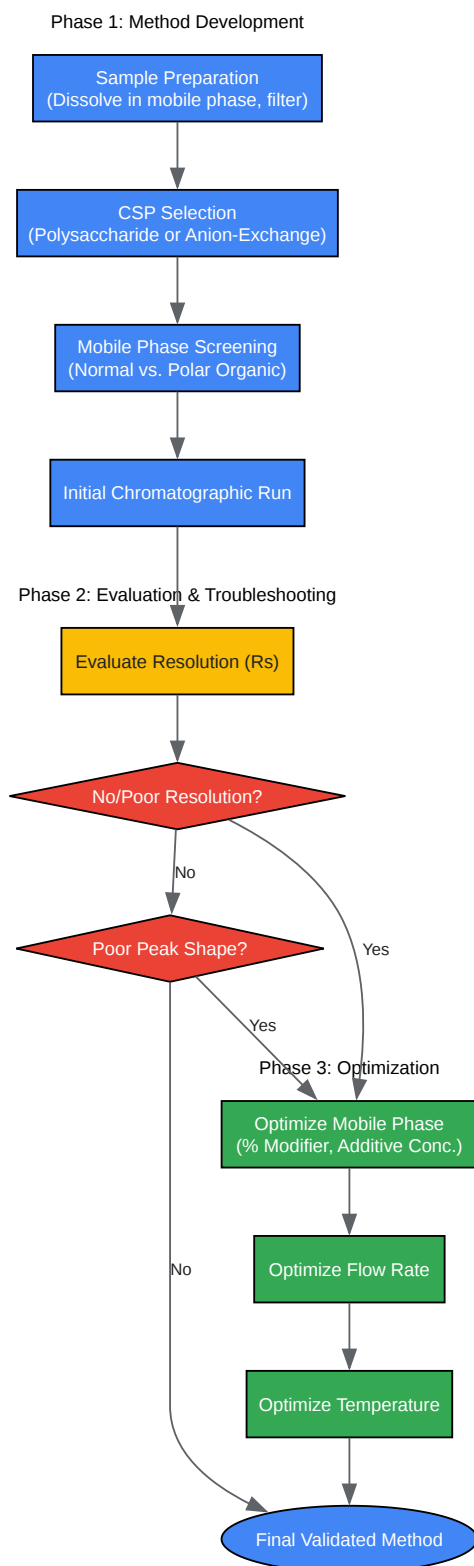 Phase 1: Method Development
Sample Preparation
(Dissolve in mobile phase, filter)
CSP Selection
(Polysaccharide or Anion-Exchange)
Mobile Phase Screening
(Normal vs. Polar Organic)
Initial Chromatographic Run
Phase 2: Evaluation & Troubleshooting
Evaluate Resolution (Rs)
No/Poor Resolution?
No
Poor Peak Shape?
Yes
Yes
Phase 3: Optimization
Optimize Mobile Phase
(% Modifier, Additive Conc.)
Optimize Flow Rate
No
Optimize Temperature
Final Validated Method